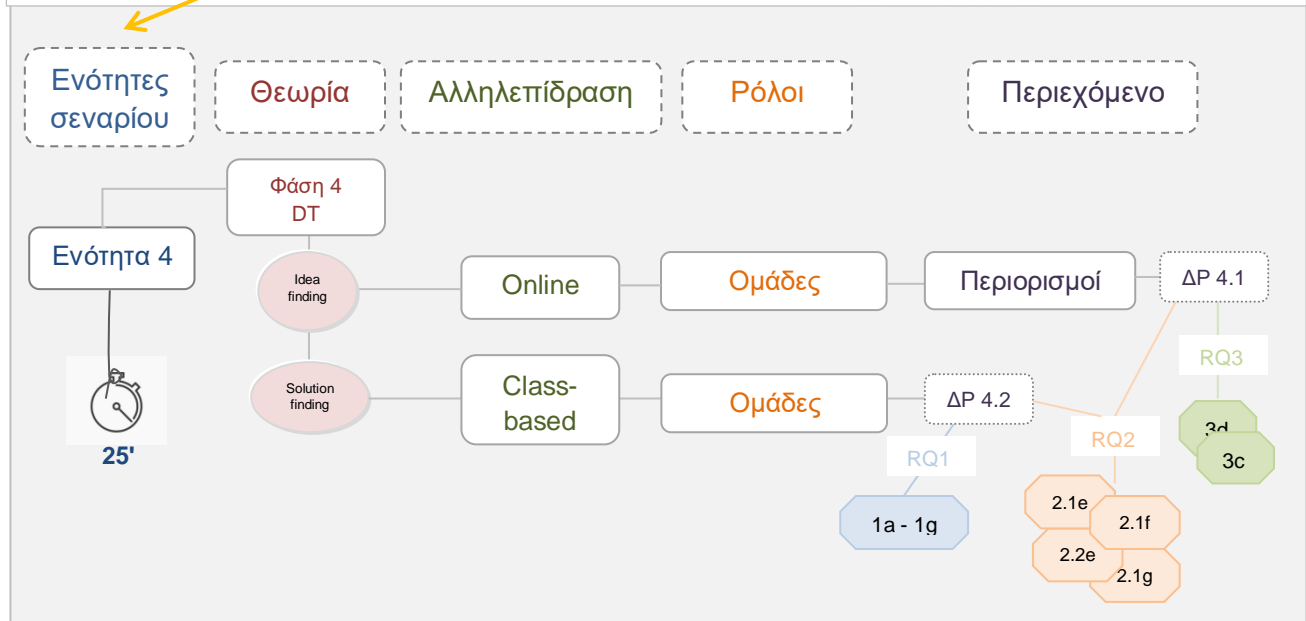 Ενότητες
σεναρίου
Θεωρία
Αλληλεπίδραση
Ρόλοι
Περιεχόμενο
Φάση 4
DT
Ενότητα 4
Idea
finding
Online
Ομάδες
Περιορισμοί
ΔΡ 4.1
RQ3
Solution
finding
Class-
based
Ομάδες
ΔΡ 4.2
RQ2
RQ1
3d
3c
25'
1a - 1g
2.1e
2.1f
2.2e
2.1g